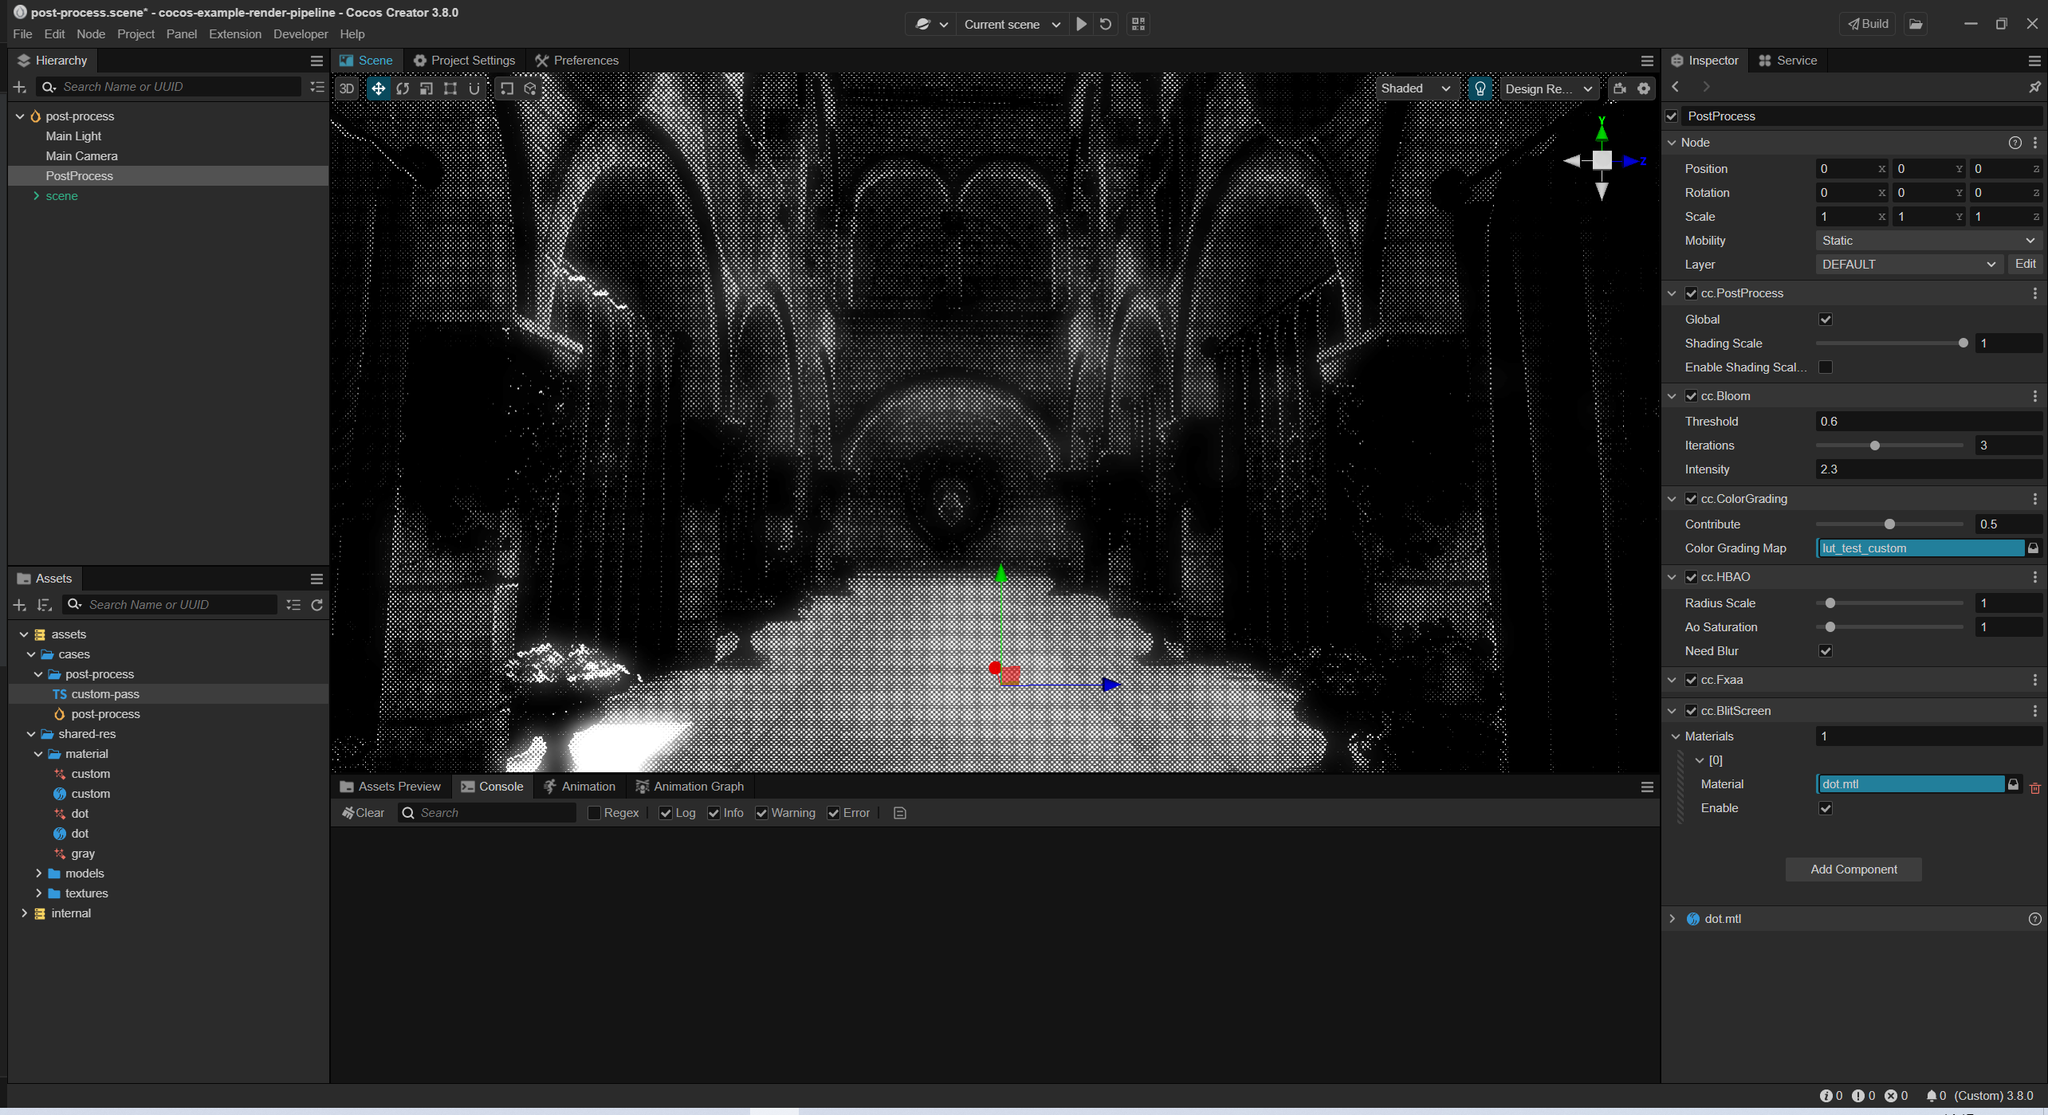 post-process.scene* - cocos-example-render-pipeline - Cocos Creator 3.8.0
File Edit Node Project Panel Extension Developer Help
Current scene
Build
Hierarchy
Search Name or UUID
post-process
Main Light
Main Camera
PostProcess
scene
Assets
Search Name or UUID
assets
cases
post-process
TS custom-pass
post-process
shared-res
material
custom
custom
dot
dot
gray
models
textures
internal
Scene Project Settings Preferences
3D
Shaded
Design Re...
Y
Z
Assets Preview Console Animation Animation Graph
Clear Search Regex Log Info Warning Error
Inspector Service
PostProcess
Node
Position 0 X 0 Y 0 Z
Rotation 0 X 0 Y 0 Z
Scale 1 X 1 Y 1 Z
Mobility Static
Layer DEFAULT Edit
cc.PostProcess
Global
Shading Scale 1
Enable Shading Scal...
cc.Bloom
Threshold 0.6
Iterations 3
Intensity 2.3
cc.ColorGrading
Contribute 0.5
Color Grading Map lut_test_custom
cc.HBAO
Radius Scale 1
Ao Saturation 1
Need Blur
cc.Fxaa
cc.BlitScreen
Materials 1
[0]
Material dot.mtl
Enable
Add Component
dot.mtl
0 0 0 0 (Custom) 3.8.0